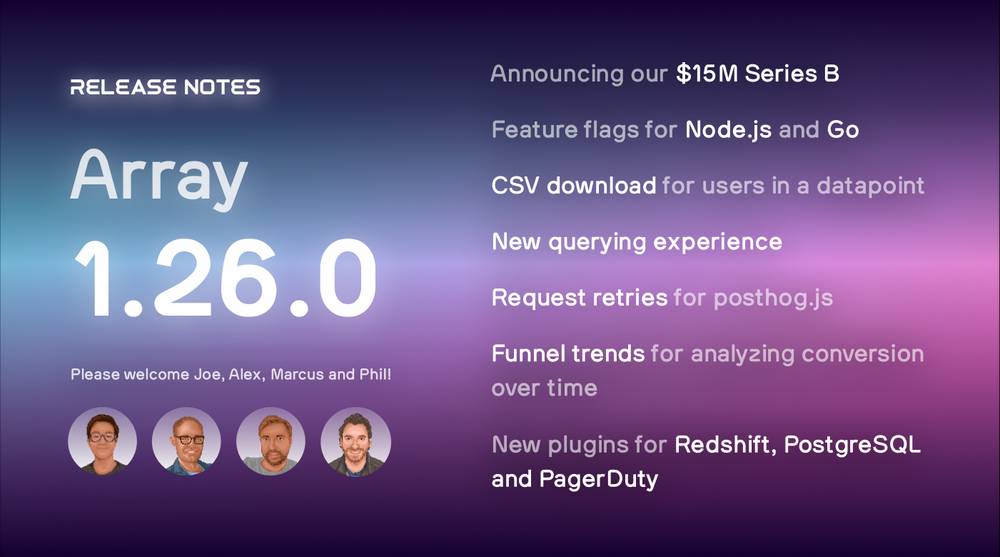 RELEASE NOTES
Array
1.26.0
Please welcome Joe, Alex, Marcus and Phil!
Announcing our $15M Series B
Feature flags for Node.js and Go
CSV download for users in a datapoint
New querying experience
Request retries for posthog.js
Funnel trends for analyzing conversion
over time
New plugins for Redshift, PostgreSQL
and PagerDuty